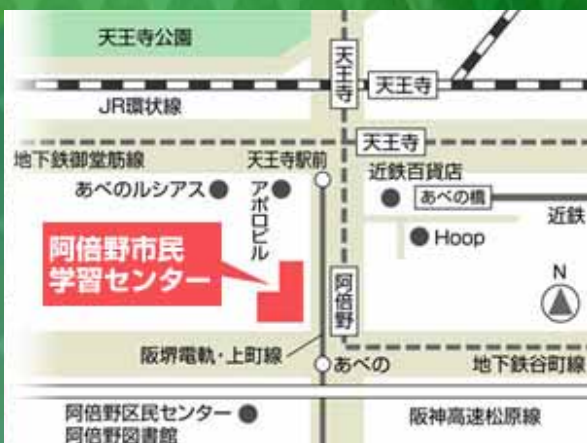 天王寺公園
天王寺
天王寺
JR環状線
天王寺
地下鉄御堂筋線
天王寺駅前
近鉄百貨店
あべのルシアス
アポロビル
あべの橋
近鉄
Hoop
阿倍野市民
学習センター
N
阿倍野
阪堺電軌・上町線
あべの
地下鉄谷町線
阿倍野区民センター
阿倍野図書館
阪神高速松原線